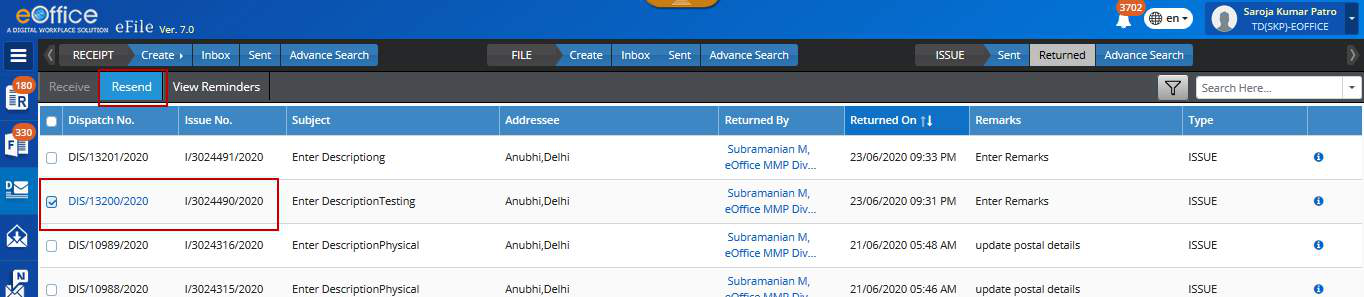 eOffice
A DIGITAL WORKPLACE SOLUTION
eFile Ver. 7.0
3702
en
Saroja Kumar Patro
TD(SKP)-EOFFICE
RECEIPT Create Inbox Sent Advance Search
FILE Create Inbox Sent Advance Search
ISSUE Sent Returned Advance Search
180
R
330
F
D
N
Receive Resend View Reminders
Search Here...
Dispatch No. Issue No. Subject Addressee Returned By Returned On Remarks Type
DIS/13201/2020 I/3024491/2020 Enter Descriptiong Anubhi,Delhi Subramanian M, 23/06/2020 09:33 PM Enter Remarks ISSUE
eOffice MMP Div...
DIS/13200/2020 I/3024490/2020 Enter DescriptionTesting Anubhi,Delhi Subramanian M, 23/06/2020 09:31 PM Enter Remarks ISSUE
eOffice MMP Div...
DIS/10989/2020 I/3024316/2020 Enter DescriptionPhysical Anubhi,Delhi Subramanian M, 21/06/2020 05:48 AM update postal details ISSUE
eOffice MMP Div...
DIS/10988/2020 I/3024315/2020 Enter DescriptionPhysical Anubhi,Delhi Subramanian M, 21/06/2020 05:46 AM update postal details ISSUE